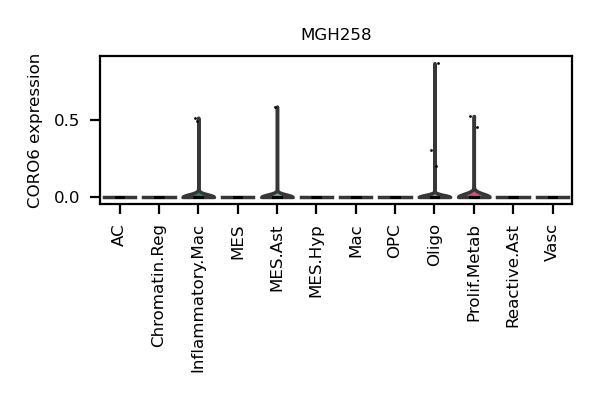 MGH258
CORO6 expression
0.5
0.0
AC
Chromatin.Reg
Inflammatory.Mac
MES
MES.Ast
MES.Hyp
Mac
OPC
Oligo
Prolif.Metab
Reactive.Ast
Vasc